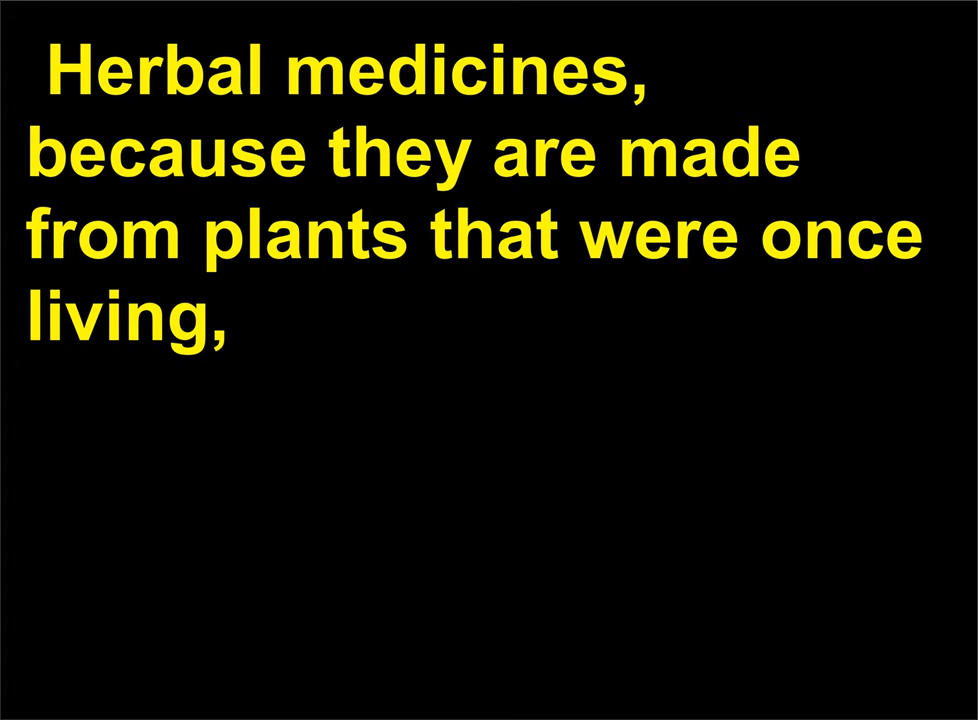 Herbal medicines,
because they are made
from plants that were once
living,